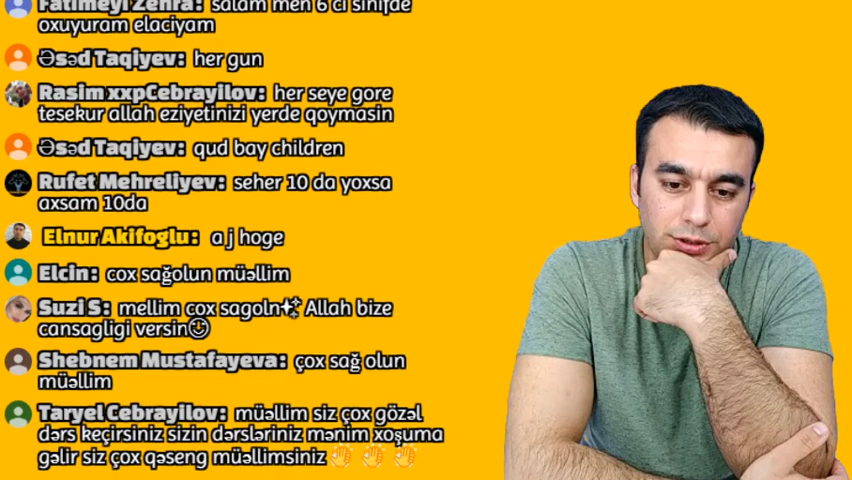 Fatimeyi Zehra: salam men 6 ci sinifde
oxuyuram elaciyam
Əsəd Taqiyev: her gun
Rasim xxpCebrayilov: her seye gore
tesekur allah eziyetinizi yerde qoymasin
Əsəd Taqiyev: qud bay children
Rufet Mehreliyev: seher 10 da yoxsa
axsam 10da
Elnur Akifoglu: a j hoge
Elcin: cox sağolun müəllim
Suzi S: mellim cox sagoln✨ Allah bize
cansagligi versin😊
Shebnem Mustafayeva: çox sağ olun
müəllim
Taryel Cebrayilov: müəllim siz çox gözəl
dərs keçirsiniz sizin dərsləriniz mənim xoşuma
gəlir siz çox qəseng müəllimsiniz 👏 👏 👏